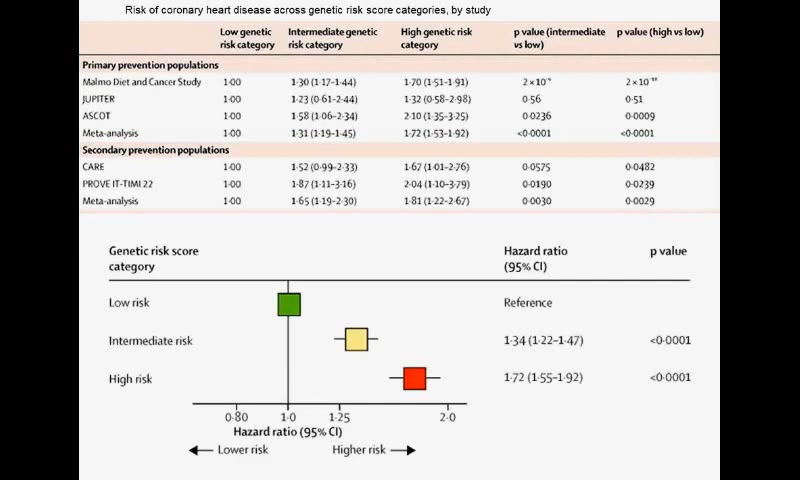 Risk of coronary heart disease across genetic risk score categories, by study
Low genetic risk category Intermediate genetic risk category High genetic risk category p value (intermediate vs low) p value (high vs low)
Primary prevention populations
Malmo Diet and Cancer Study 1·00 1·30 (1·17–1·44) 1·70 (1·51–1·91) 2 × 10 2 × 10
JUPITER 1·00 1·23 (0·61–2·44) 1·32 (0·58–2·98) 0·56 0·51
ASCOT 1·00 1·58 (1·06–2·34) 2·10 (1·35–3·25) 0·0236 0·0009
Meta-analysis 1·00 1·31 (1·19–1·45) 1·72 (1·53–1·92) <0·0001 <0·0001
Secondary prevention populations
CARE 1·00 1·52 (0·99–2·33) 1·67 (1·01–2·76) 0·0575 0·0482
PROVE IT-TIMI 22 1·00 1·87 (1·11–3·16) 2·04 (1·10–3·79) 0·0190 0·0239
Meta-analysis 1·00 1·65 (1·19–2·30) 1·81 (1·22–2·67) 0·0030 0·0029
Genetic risk score category Hazard ratio (95% CI) p value
Low risk Reference
Intermediate risk 1·34 (1·22–1·47) <0·0001
High risk 1·72 (1·55–1·92) <0·0001
0·80 1·0 1·25 2·0
Hazard ratio (95% CI)
Lower risk Higher risk